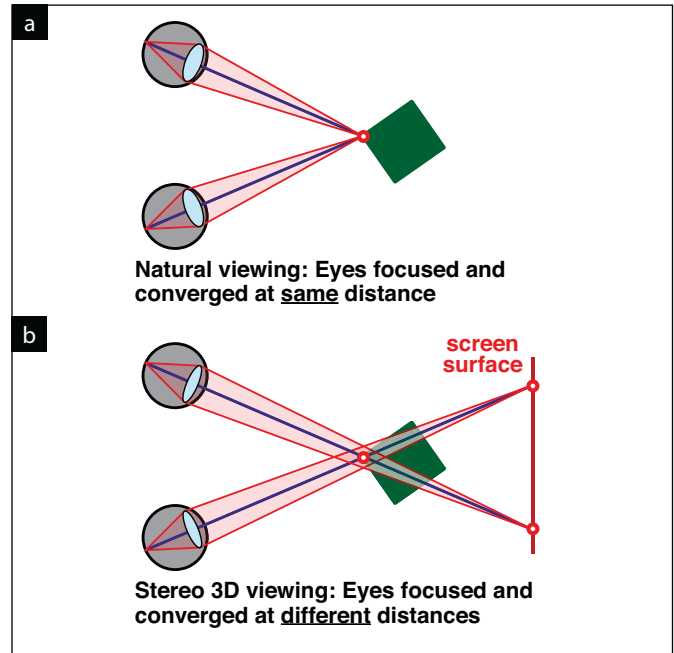 a
Natural viewing: Eyes focused and
converged at same distance
b
screen
surface
Stereo 3D viewing: Eyes focused and
converged at different distances